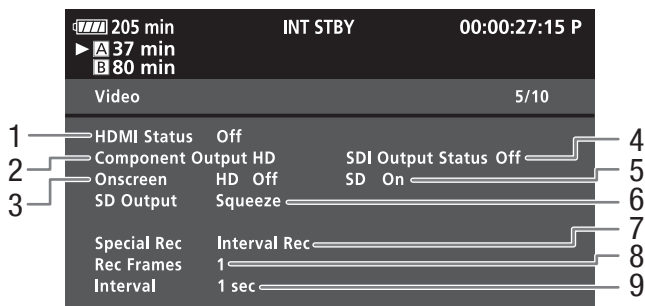 205 min INT STBY 00:00:27:15 P
A 37 min
B 80 min
Video 5/10
1 HDMI Status Off
2 Component Output HD SDI Output Status Off 4
3 Onscreen HD Off SD On 5
SD Output Squeeze 6
Special Rec Interval Rec 7
Rec Frames 1 8
Interval 1 sec 9